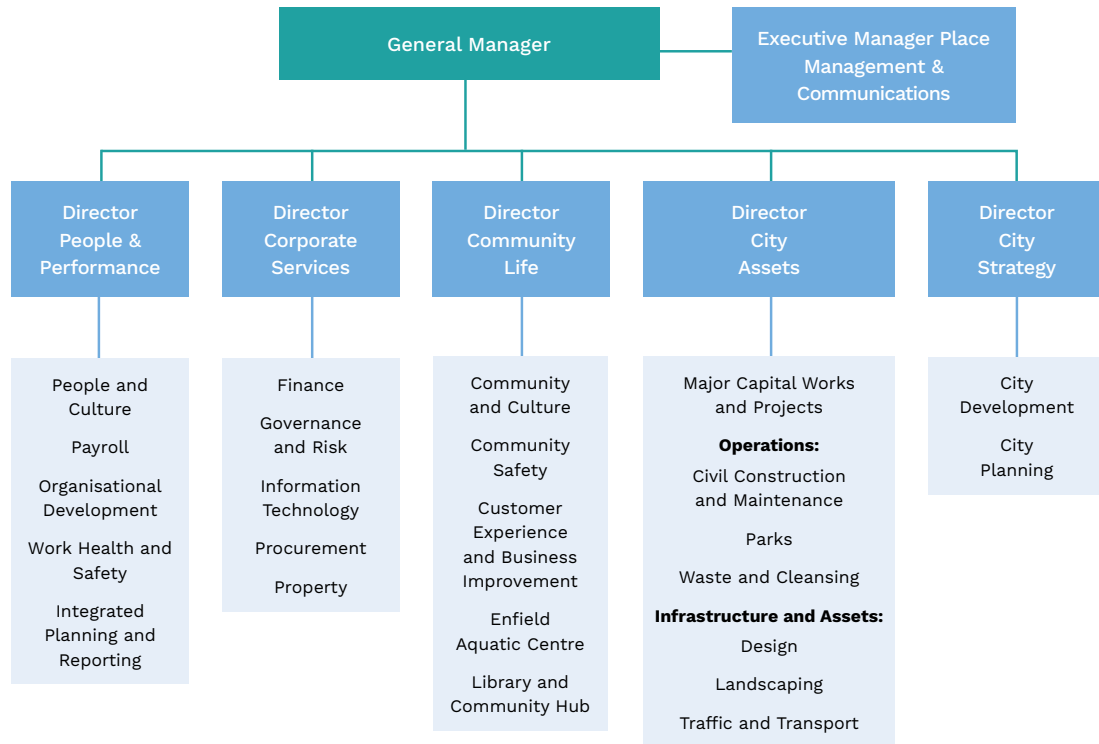 General Manager
Executive Manager Place
Management &
Communications
Director
People &
Performance
Director
Corporate
Services
Director
Community
Life
Director
City
Assets
Director
City
Strategy
People and
Culture
Payroll
Organisational
Development
Work Health and
Safety
Integrated
Planning and
Reporting
Finance
Governance
and Risk
Information
Technology
Procurement
Property
Community
and Culture
Community
Safety
Customer
Experience
and Business
Improvement
Enfield
Aquatic Centre
Library and
Community Hub
Major Capital Works
and Projects
Operations:
Civil Construction
and Maintenance
Parks
Waste and Cleansing
Infrastructure and Assets:
Design
Landscaping
Traffic and Transport
City
Development
City
Planning